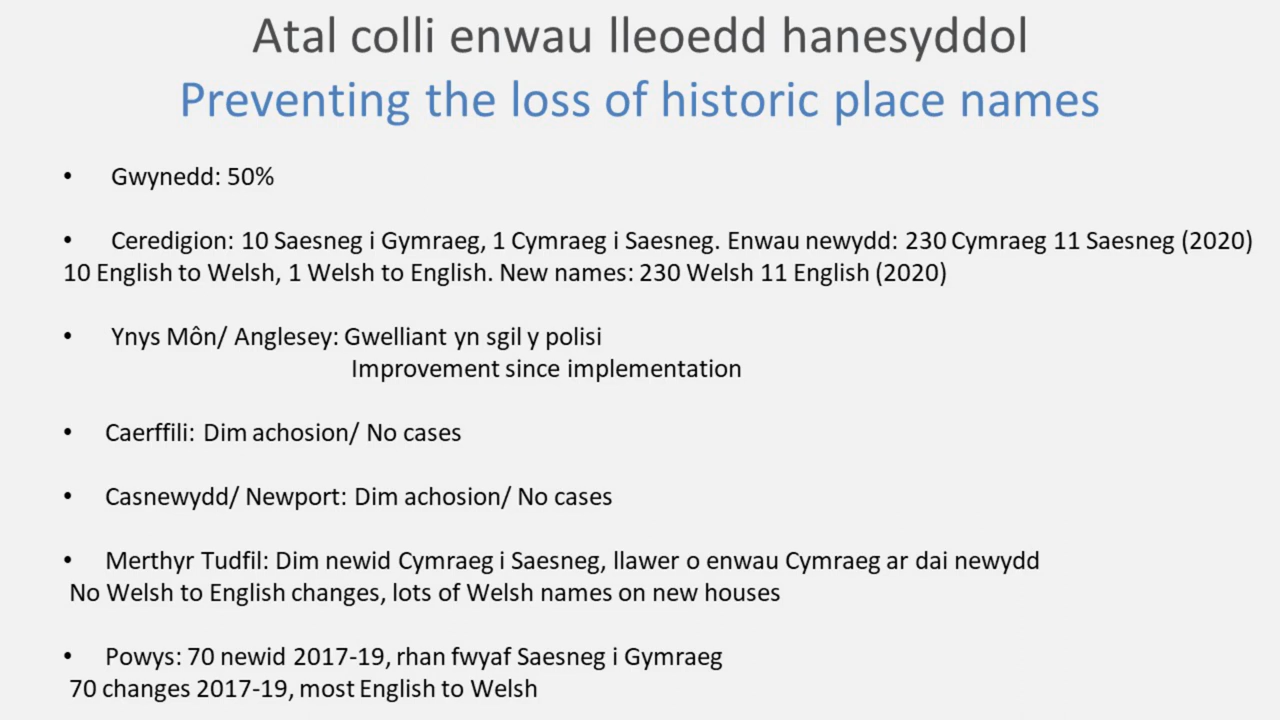 Atal colli enwau lleoedd hanesyddol
Preventing the loss of historic place names
• Gwynedd: 50%
• Ceredigion: 10 Saesneg i Gymraeg, 1 Cymraeg i Saesneg. Enwau newydd: 230 Cymraeg 11 Saesneg (2020)
10 English to Welsh, 1 Welsh to English. New names: 230 Welsh 11 English (2020)
• Ynys Môn/ Anglesey: Gwelliant yn sgil y polisi
Improvement since implementation
• Caerffili: Dim achosion/ No cases
• Casnewydd/ Newport: Dim achosion/ No cases
• Merthyr Tudfil: Dim newid Cymraeg i Saesneg, llawer o enwau Cymraeg ar dai newydd
No Welsh to English changes, lots of Welsh names on new houses
• Powys: 70 newid 2017-19, rhan fwyaf Saesneg i Gymraeg
70 changes 2017-19, most English to Welsh